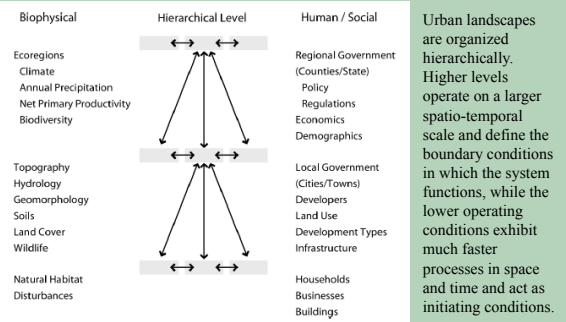 Biophysical
Hierarchical Level
Human / Social
Ecoregions
Climate
Annual Precipitation
Net Primary Productivity
Biodiversity
Regional Government
(Counties/State)
Policy
Regulations
Economics
Demographics
Topography
Hydrology
Geomorphology
Soils
Land Cover
Wildlife
Local Government
(Cities/Towns)
Developers
Land Use
Development Types
Infrastructure
Natural Habitat
Disturbances
Households
Businesses
Buildings
Urban landscapes
are organized
hierarchically.
Higher levels
operate on a larger
spatio-temporal
scale and define the
boundary conditions
in which the system
functions, while the
lower operating
conditions exhibit
much faster
processes in space
and time and act as
initiating conditions.